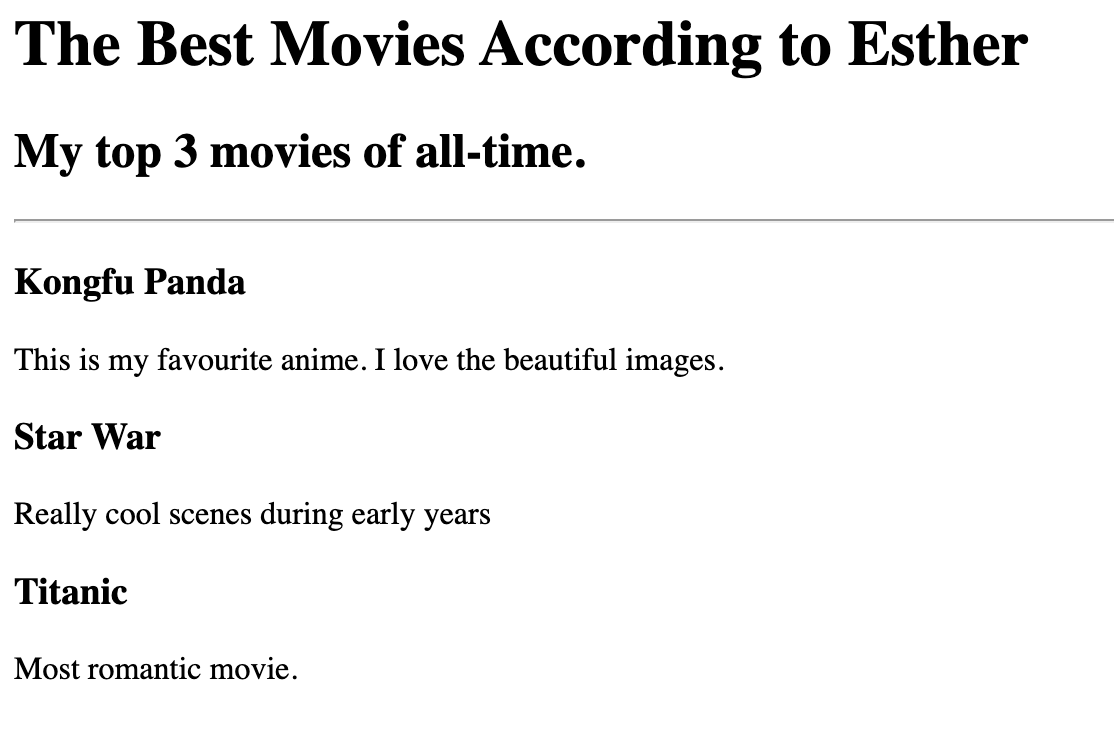 The Best Movies According to Esther
My top 3 movies of all-time.
Kongfu Panda
This is my favourite anime. I love the beautiful images.
Star War
Really cool scenes during early years
Titanic
Most romantic movie.